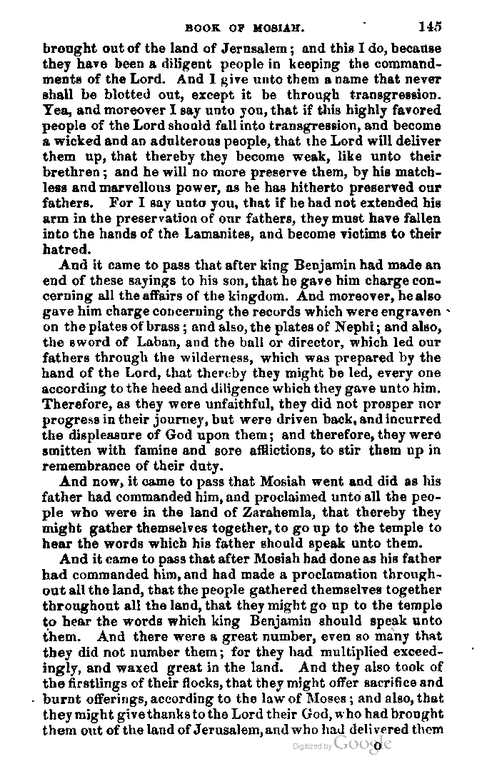 BOOK OF MOSIAH. 145
brought out of the land of Jerusalem; and this I do, because
they have been a diligent people in keeping the command-
ments of the Lord. And I give unto them a name that never
shall be blotted out, except it be through transgression.
Yea, and moreover I say unto you, that if this highly favored
people of the Lord should fall into transgression, and become
a wicked and an adulterous people, that the Lord will deliver
them up, that thereby they become weak, like unto their
brethren; and he will no more preserve them, by his match-
less and marvellous power, as he has hitherto preserved our
fathers. For I say unto you, that if he had not extended his
arm in the preservation of our fathers, they must have fallen
into the hands of the Lamanites, and become victims to their
hatred.
And it came to pass that after king Benjamin had made an
end of these sayings to his son, that he gave him charge con-
cerning all the affairs of the kingdom. And moreover, he also
gave him charge concerning the records which were engraven
on the plates of brass; and also, the plates of Nephi; and also,
the sword of Laban, and the ball or director, which led our
fathers through the wilderness, which was prepared by the
hand of the Lord, that thereby they might be led, every one
according to the heed and diligence which they gave unto him.
Therefore, as they were unfaithful, they did not prosper nor
progress in their journey, but were driven back, and incurred
the displeasure of God upon them; and therefore, they were
smitten with famine and sore afflictions, to stir them up in
remembrance of their duty.
And now, it came to pass that Mosiah went and did as his
father had commanded him, and proclaimed unto all the peo-
ple who were in the land of Zarahemla, that thereby they
might gather themselves together, to go up to the temple to
hear the words which his father should speak unto them.
And it came to pass that after Mosiah had done as his father
had commanded him, and had made a proclamation through-
out all the land, that the people gathered themselves together
throughout all the land, that they might go up to the temple
to hear the words which king Benjamin should speak unto
them. And there were a great number, even so many that
they did not number them; for they had multiplied exceed-
ingly, and waxed great in the land. And they also took of
the firstlings of their flocks, that they might offer sacrifice and
burnt offerings, according to the law of Moses; and also, that
they might give thanks to the Lord their God, who had brought
them out of the land of Jerusalem, and who had delivered them
Digitized by Google
O